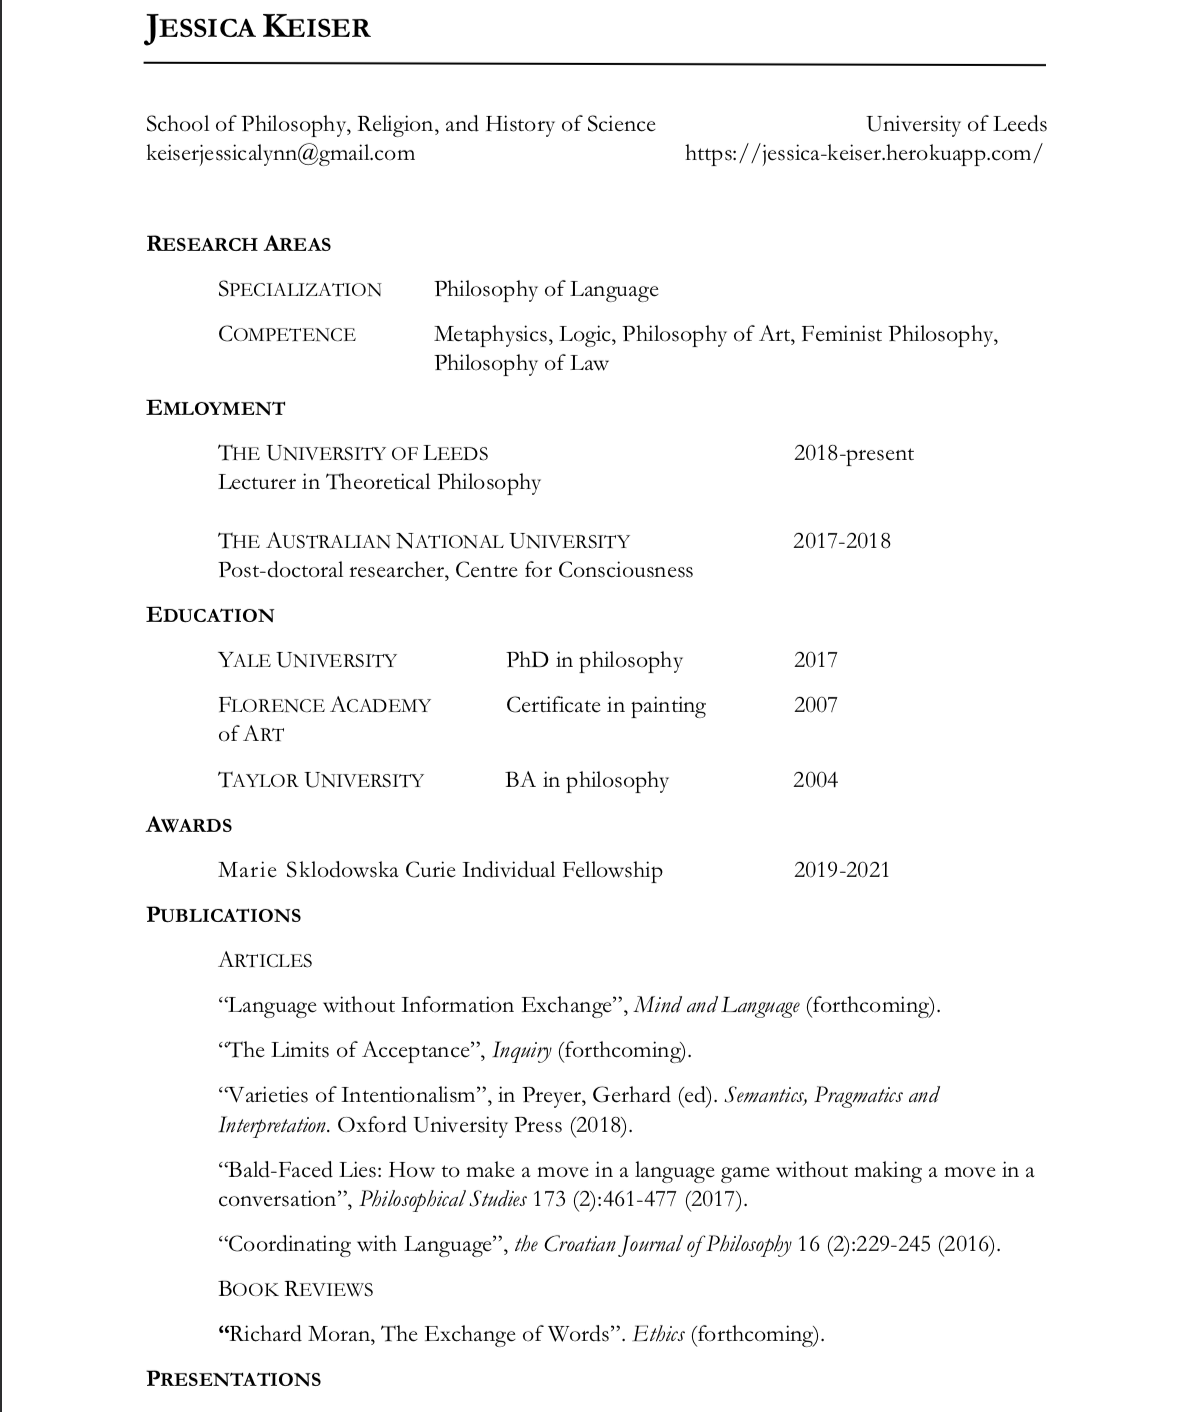 JESSICA KEISER
School of Philosophy, Religion, and History of Science University of Leeds
keiserjessicalynn@gmail.com https://jessica-keiser.herokuapp.com/
RESEARCH AREAS
SPECIALIZATION Philosophy of Language
COMPETENCE Metaphysics, Logic, Philosophy of Art, Feminist Philosophy,
Philosophy of Law
EMLOYMENT
THE UNIVERSITY OF LEEDS 2018-present
Lecturer in Theoretical Philosophy
THE AUSTRALIAN NATIONAL UNIVERSITY 2017-2018
Post-doctoral researcher, Centre for Consciousness
EDUCATION
YALE UNIVERSITY PhD in philosophy 2017
FLORENCE ACADEMY Certificate in painting 2007
of ART
TAYLOR UNIVERSITY BA in philosophy 2004
AWARDS
Marie Sklodowska Curie Individual Fellowship 2019-2021
PUBLICATIONS
ARTICLES
“Language without Information Exchange”, Mind and Language (forthcoming).
“The Limits of Acceptance”, Inquiry (forthcoming).
“Varieties of Intentionalism”, in Preyer, Gerhard (ed). Semantics, Pragmatics and
Interpretation. Oxford University Press (2018).
“Bald-Faced Lies: How to make a move in a language game without making a move in a
conversation”, Philosophical Studies 173 (2):461-477 (2017).
“Coordinating with Language”, the Croatian Journal of Philosophy 16 (2):229-245 (2016).
BOOK REVIEWS
“Richard Moran, The Exchange of Words”. Ethics (forthcoming).
PRESENTATIONS